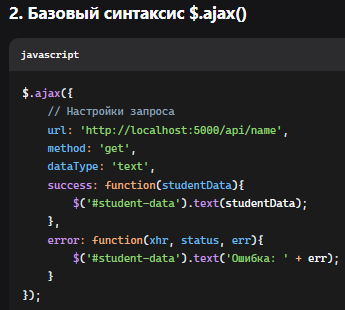 2. Базовый синтаксис $.ajax()
javascript
$.ajax({
    // Настройки запроса
    url: 'http://localhost:5000/api/name',
    method: 'get',
    dataType: 'text',
    success: function(studentData){
        $('#student-data').text(studentData);
    },
    error: function(xhr, status, err){
        $('#student-data').text('Ошибка: ' + err);
    }
});